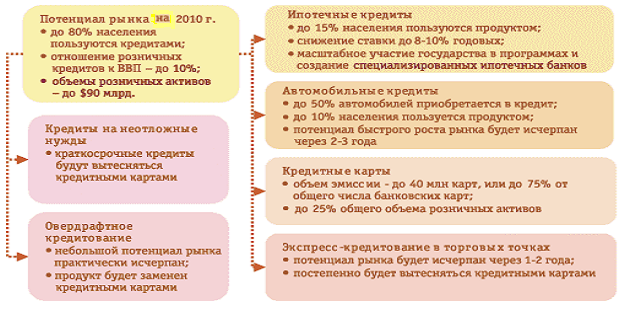 Потенциал рынка на 2010 г.
• до 80% населения
пользуются кредитами;
• отношение розничных
кредитов к ВВП – до 10%;
• объемы розничных активов
– до $90 млрд.
Кредиты на неотложные
нужды
• краткосрочные кредиты
будут вытесняться
кредитными картами
Овердрафтное
кредитование
• небольшой потенциал рынка
практически исчерпан;
• продукт будет заменен
кредитными картами
Ипотечные кредиты
• до 15% населения пользуются продуктом;
• снижение ставки до 8-10% годовых;
• масштабное участие государства в программах и
создание специализированных ипотечных банков
Автомобильные кредиты
• до 50% автомобилей приобретается в кредит;
• до 10% населения пользуется продуктом;
• потенциал быстрого роста рынка будет исчерпан
через 2-3 года
Кредитные карты
• объем эмиссии - до 40 млн карт, или до 75% от
общего числа банковских карт;
• до 25% общего объема розничных активов
Экспресс-кредитование в торговых точках
• потенциал рынка будет исчерпан через 1-2 года;
• постепенно будет вытесняться кредитными картами